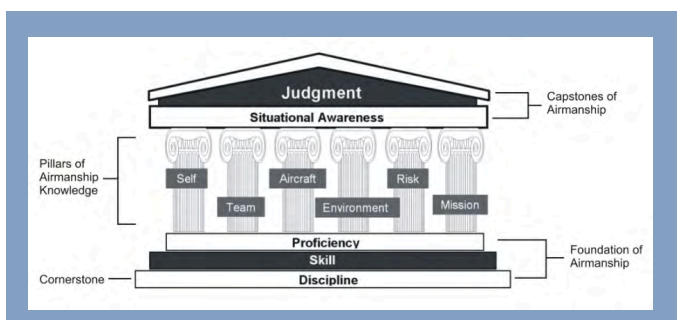 Judgment
Situational Awareness
Capstones of
Airmanship
Pillars of
Airmanship
Knowledge
Self
Aircraft
Risk
Team
Environment
Mission
Proficiency
Skill
Discipline
Foundation of
Airmanship
Cornerstone